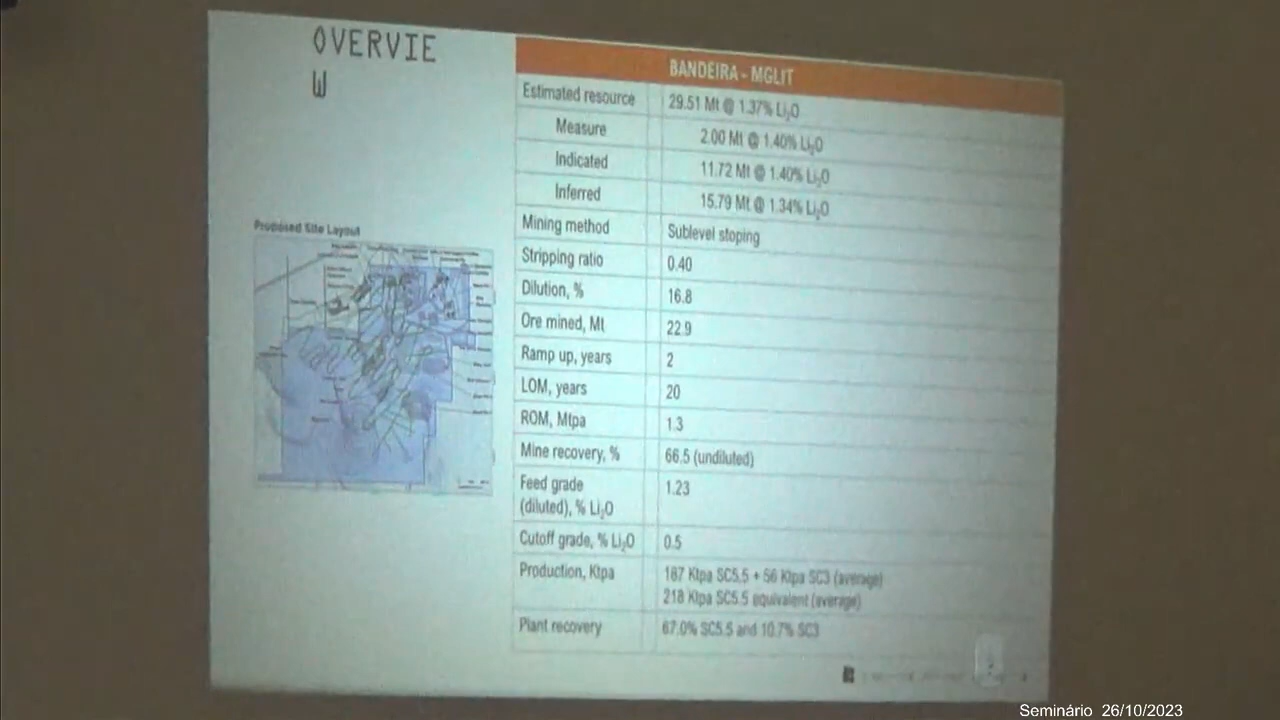 OVERVIE
W
BANDEIRA - MGLIT
Estimated resource 29.51 Mt @ 1.37% Li₂O
Measure 2.00 Mt @ 1.40% Li₂O
Indicated 11.72 Mt @ 1.40% Li₂O
Inferred 15.79 Mt @ 1.34% Li₂O
Mining method Sublevel stoping
Stripping ratio 0.40
Dilution, % 16.8
Ore mined, Mt 22.9
Ramp up, years 2
LOM, years 20
ROM, Mtpa 1.3
Mine recovery, % 66.5 (undiluted)
Feed grade 1.23
(diluted), % Li₂O
Cutoff grade, % Li₂O 0.5
Production, Ktpa 187 Ktpa SC5.5 + 56 Ktpa SC3 (average)
218 Ktpa SC5.5 equivalent (average)
Plant recovery 67.0% SC5.5 and 10.7% SC3
Proposed Site Layout
Seminário 26/10/2023